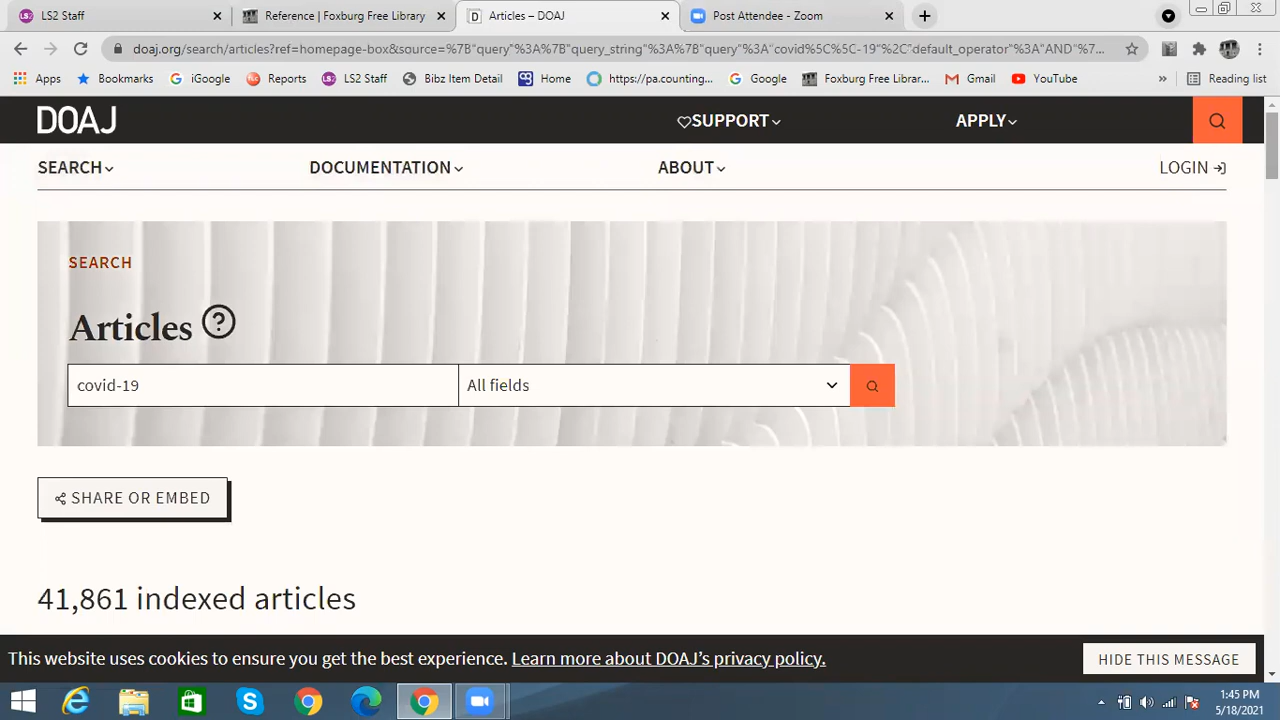 LS2 Staff
Reference | Foxburg Free Library
Articles – DOAJ
Post Attendee - Zoom
doaj.org/search/articles?ref=homepage-box&source=%7B"query"%3A%7B"query_string"%3A%7B"query"%3A"covid%5C%5C-19"%2C"default_operator"%3A"AND"%7...
Apps
Bookmarks
iGoogle
Reports
LS2 Staff
Bibz Item Detail
Home
https://pa.counting...
Google
Foxburg Free Librar...
Gmail
YouTube
»
Reading list
DOAJ
SUPPORT
APPLY
SEARCH
DOCUMENTATION
ABOUT
LOGIN
SEARCH
Articles ?
covid-19
All fields
SHARE OR EMBED
41,861 indexed articles
This website uses cookies to ensure you get the best experience. Learn more about DOAJ's privacy policy.
HIDE THIS MESSAGE
1:45 PM
5/18/2021